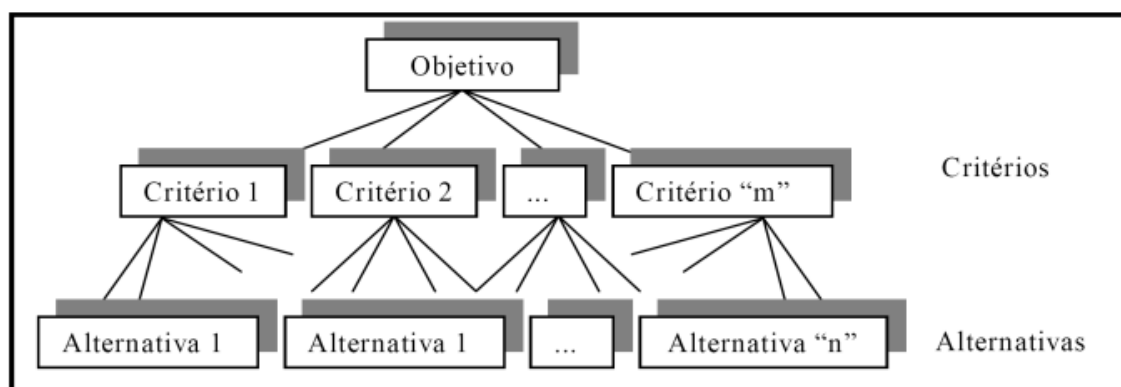 Objetivo
Critério 1
Critério 2
...
Critério “m”
Critérios
Alternativa 1
Alternativa 1
...
Alternativa “n”
Alternativas